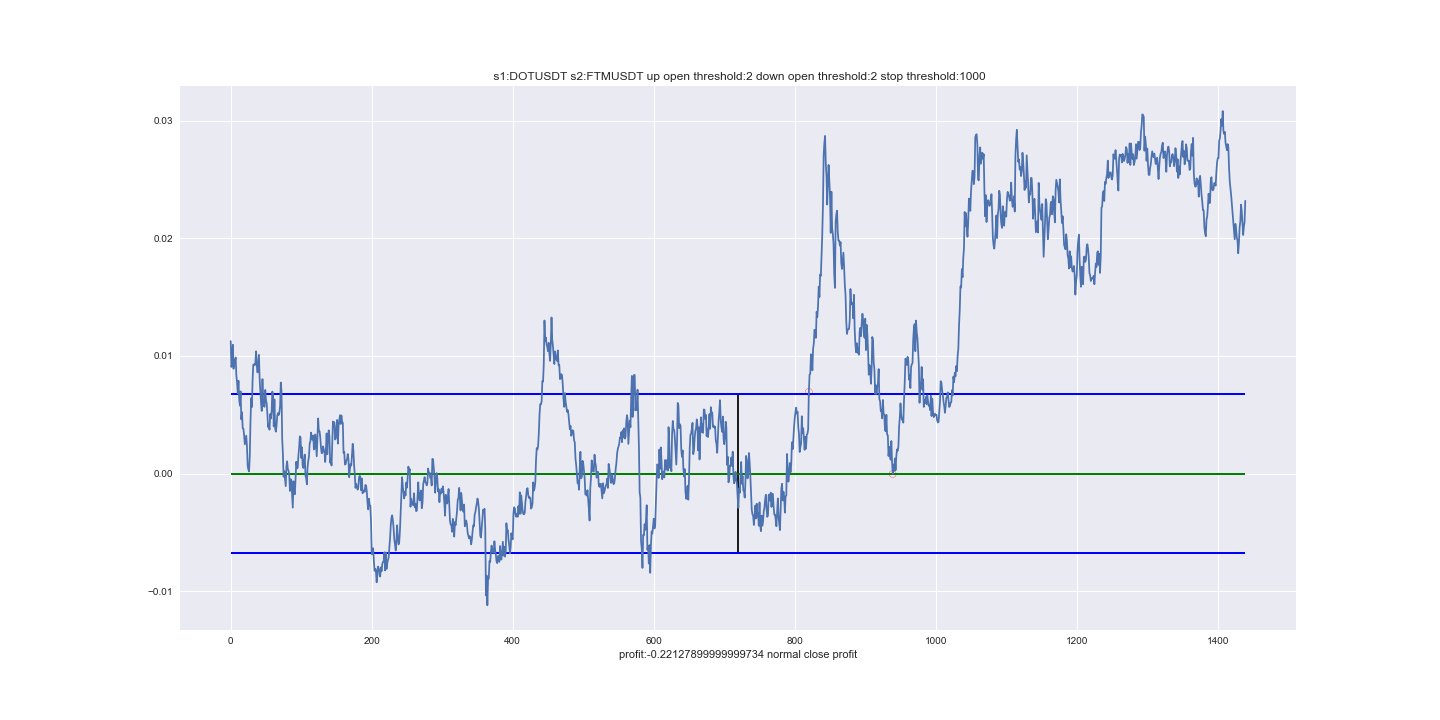 s1:DOTUSDT s2:FTMUSDT up open threshold:2 down open threshold:2 stop threshold:1000
0.03
0.02
0.01
0.00
−0.01
0 200 400 600 800 1000 1200 1400
profit:-0.22127899999999734 normal close profit